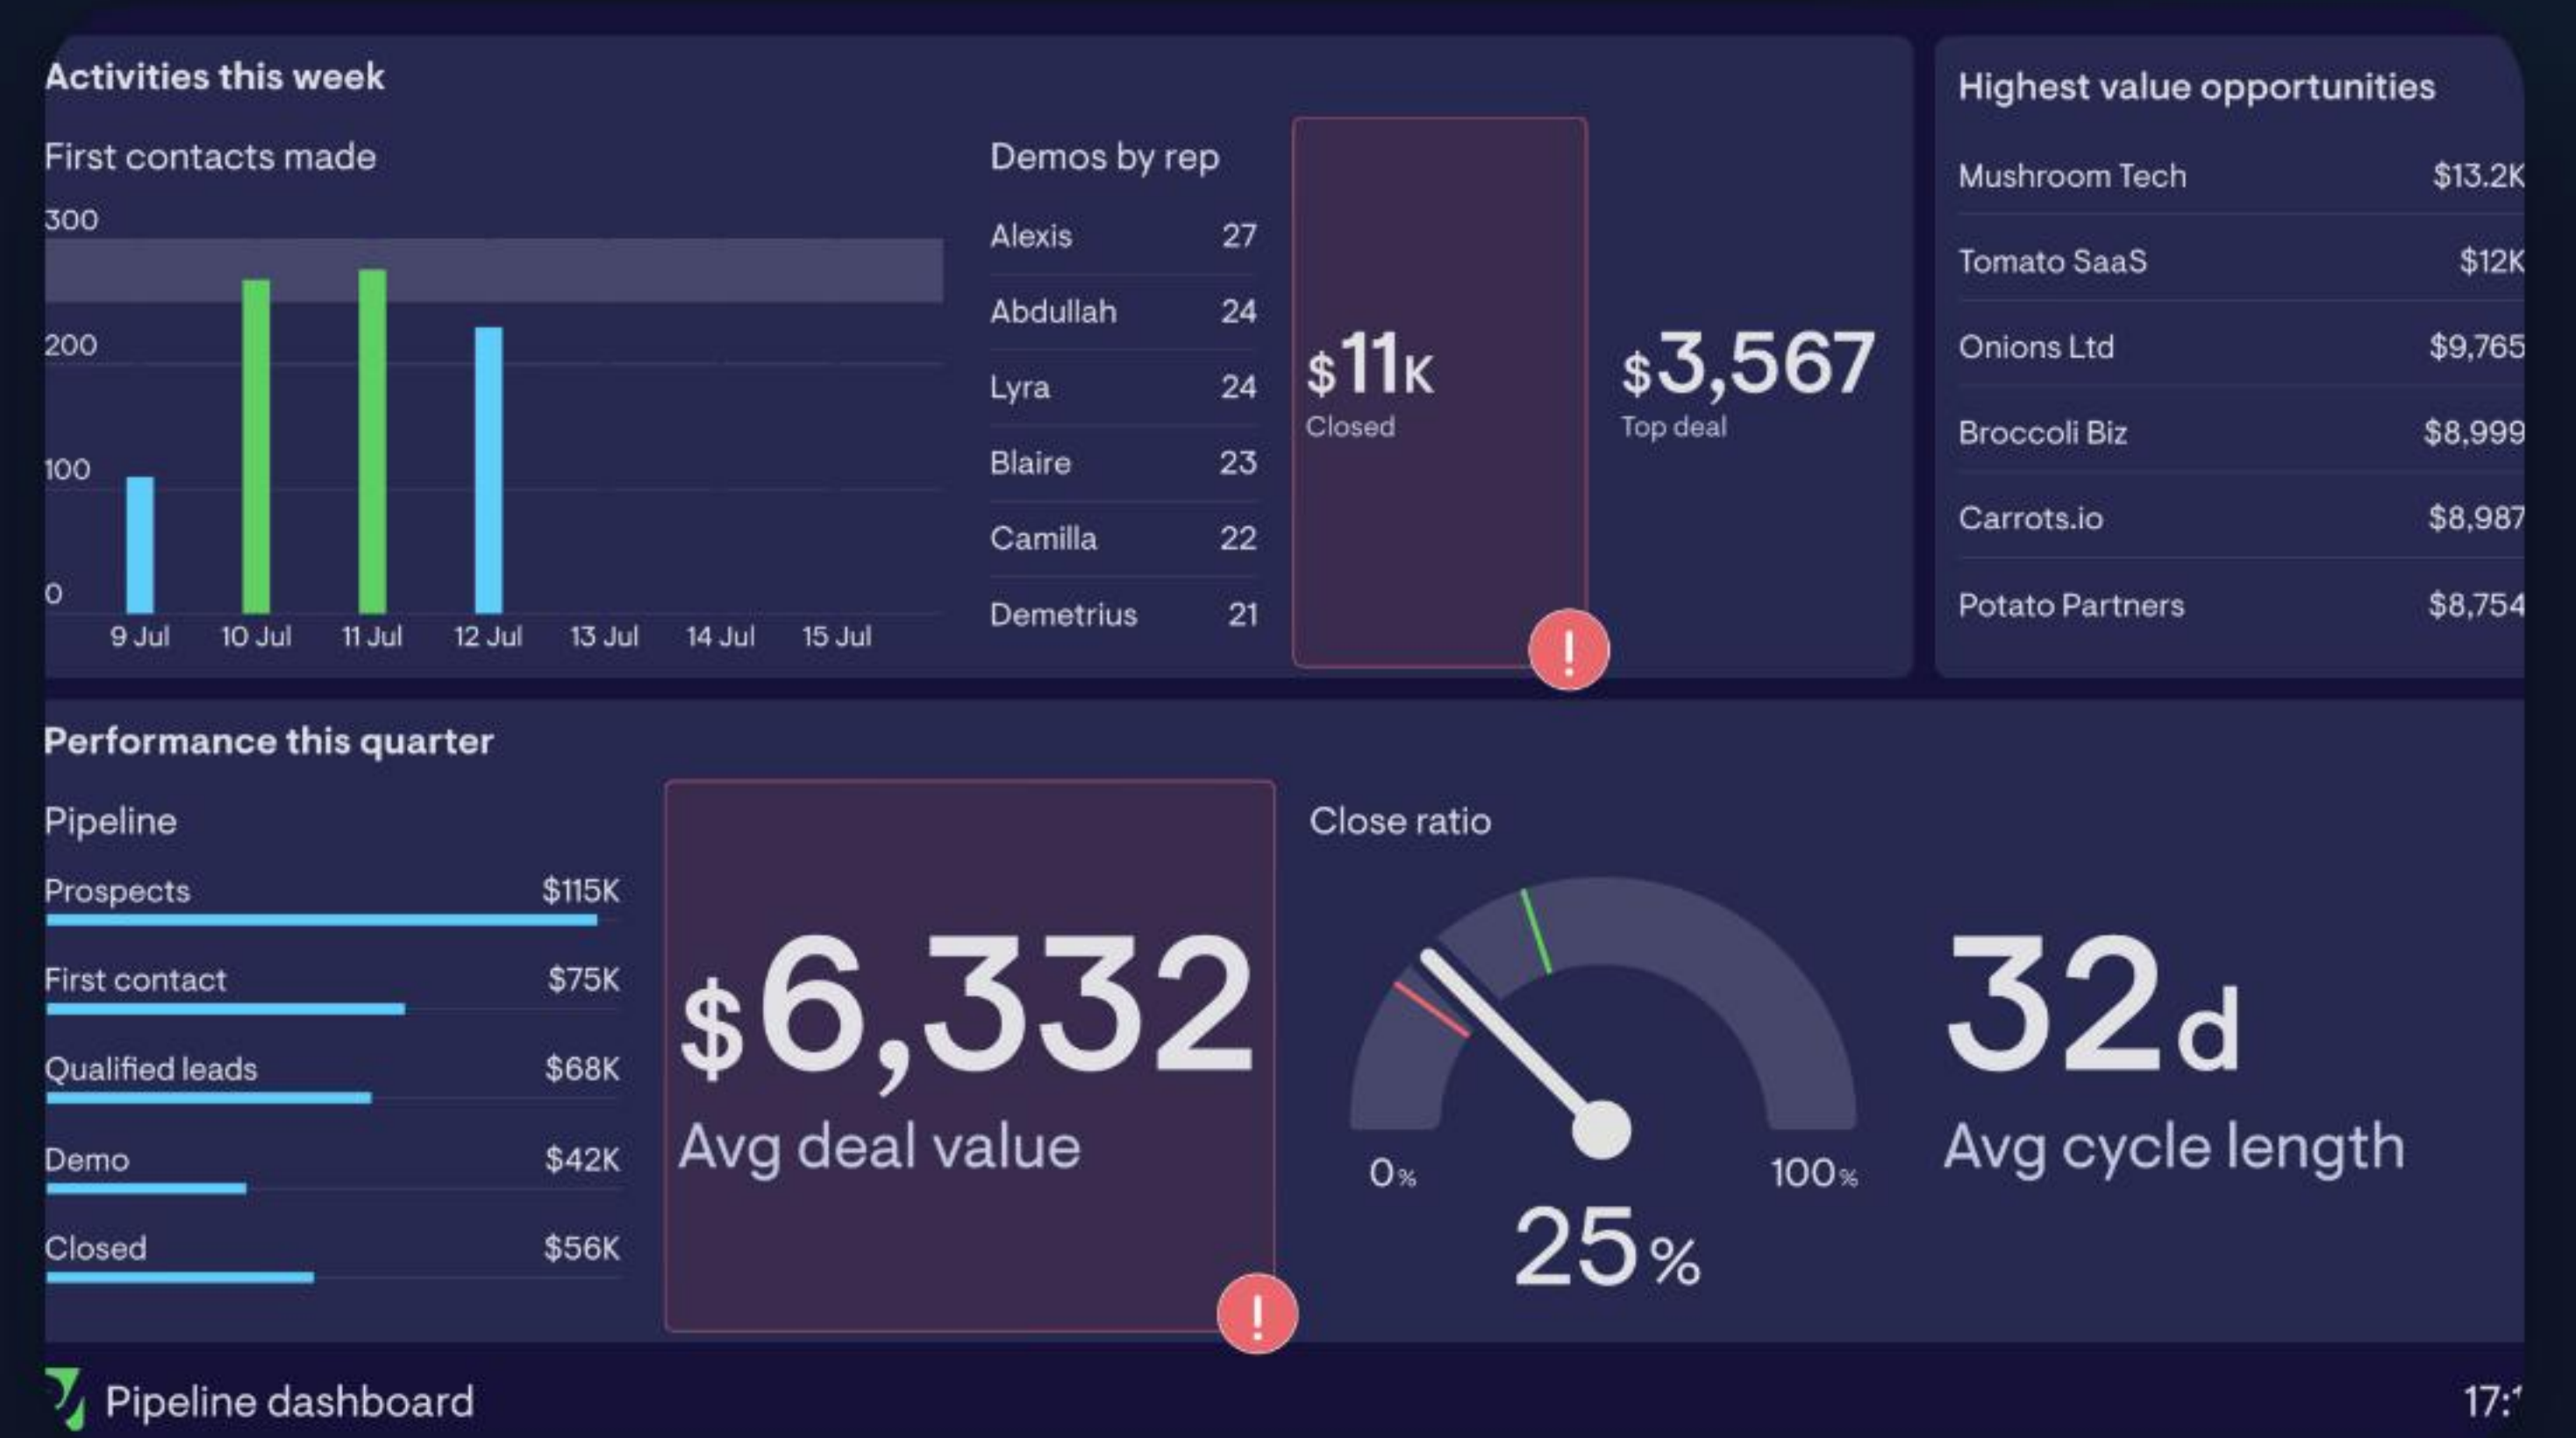 Activities this week
First contacts made
300
200
100
0
9 Jul 10 Jul 11 Jul 12 Jul 13 Jul 14 Jul 15 Jul
Demos by rep
Alexis 27
Abdullah 24
Lyra 24
Blaire 23
Camilla 22
Demetrius 21
$11K
Closed
!
$3,567
Top deal
Highest value opportunities
Mushroom Tech $13.2K
Tomato SaaS $12K
Onions Ltd $9,765
Broccoli Biz $8,999
Carrots.io $8,987
Potato Partners $8,754
Performance this quarter
Pipeline
Prospects $115K
First contact $75K
Qualified leads $68K
Demo $42K
Closed $56K
$6,332
Avg deal value
!
Close ratio
0% 100%
25%
32d
Avg cycle length
Pipeline dashboard
17: